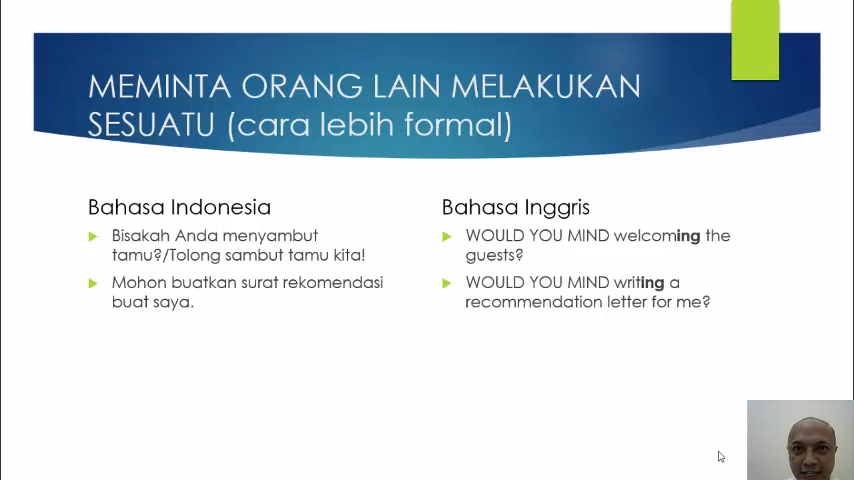 MEMINTA ORANG LAIN MELAKUKAN
SESUATU (cara lebih formal)
Bahasa Indonesia
Bisakah Anda menyambut
tamu?/Tolong sambut tamu kita!
Mohon buatkan surat rekomendasi
buat saya.
Bahasa Inggris
WOULD YOU MIND welcoming the
guests?
WOULD YOU MIND writing a
recommendation letter for me?